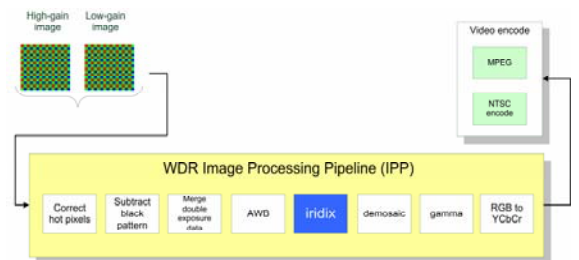 High-gain
image
Low-gain
image
Video encode
MPEG
NTSC
encode
WDR Image Processing Pipeline (IPP)
Correct
hot pixels
Subtract
black
pattern
Merge
double
exposure
data
AWB
iridix
demosaic
gamma
RGB to
YCbCr